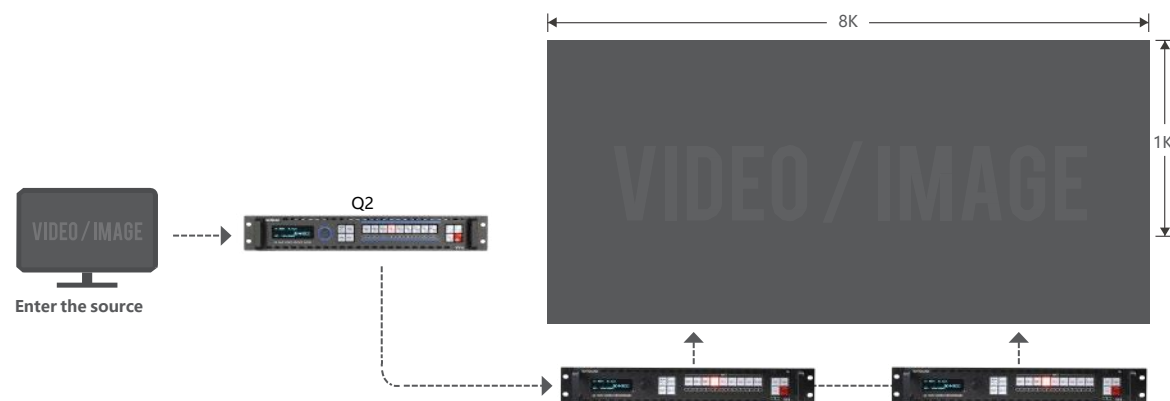 8K
1K
VIDEO / IMAGE
Q2
VIDEO / IMAGE
Enter the source